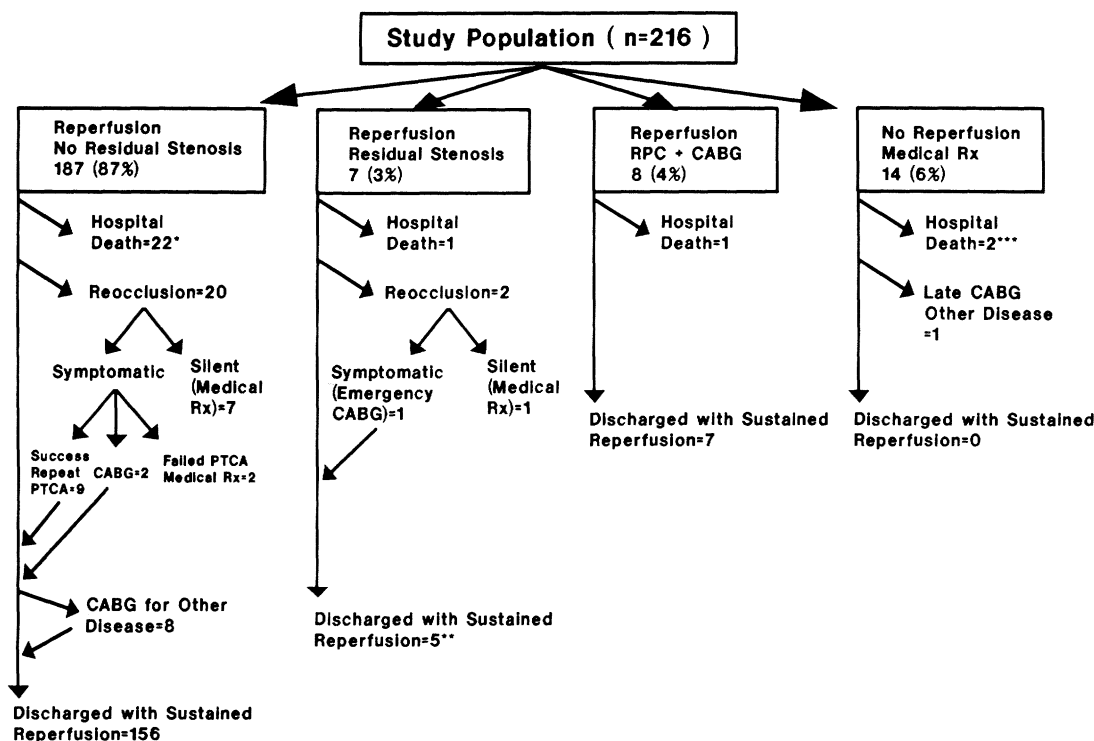 Study Population ( n=216 )
Reperfusion
No Residual Stenosis
187 (87%)
Hospital
Death=22*
Reocclusion=20
Symptomatic
Silent
(Medical
Rx)=7
Success
Repeat
PTCA=9
CABG=2
Failed PTCA
Medical Rx=2
CABG for Other
Disease=8
Discharged with Sustained
Reperfusion=156
Reperfusion
Residual Stenosis
7 (3%)
Hospital
Death=1
Reocclusion=2
Symptomatic
(Emergency
CABG)=1
Silent
(Medical
Rx)=1
Discharged with Sustained
Reperfusion=5**
Reperfusion
RPC + CABG
8 (4%)
Hospital
Death=1
Discharged with Sustained
Reperfusion=7
No Reperfusion
Medical Rx
14 (6%)
Hospital
Death=2***
Late CABG
Other Disease
=1
Discharged with Sustained
Reperfusion=0